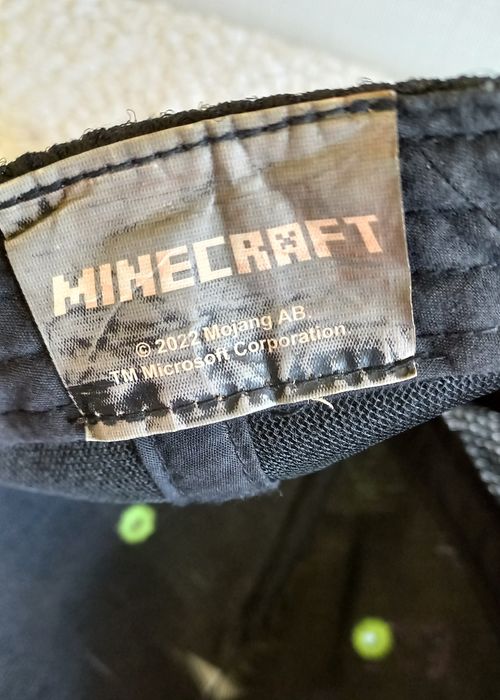 MINECRAFT
© 2022 Mojang AB.
TM Microsoft Corporation